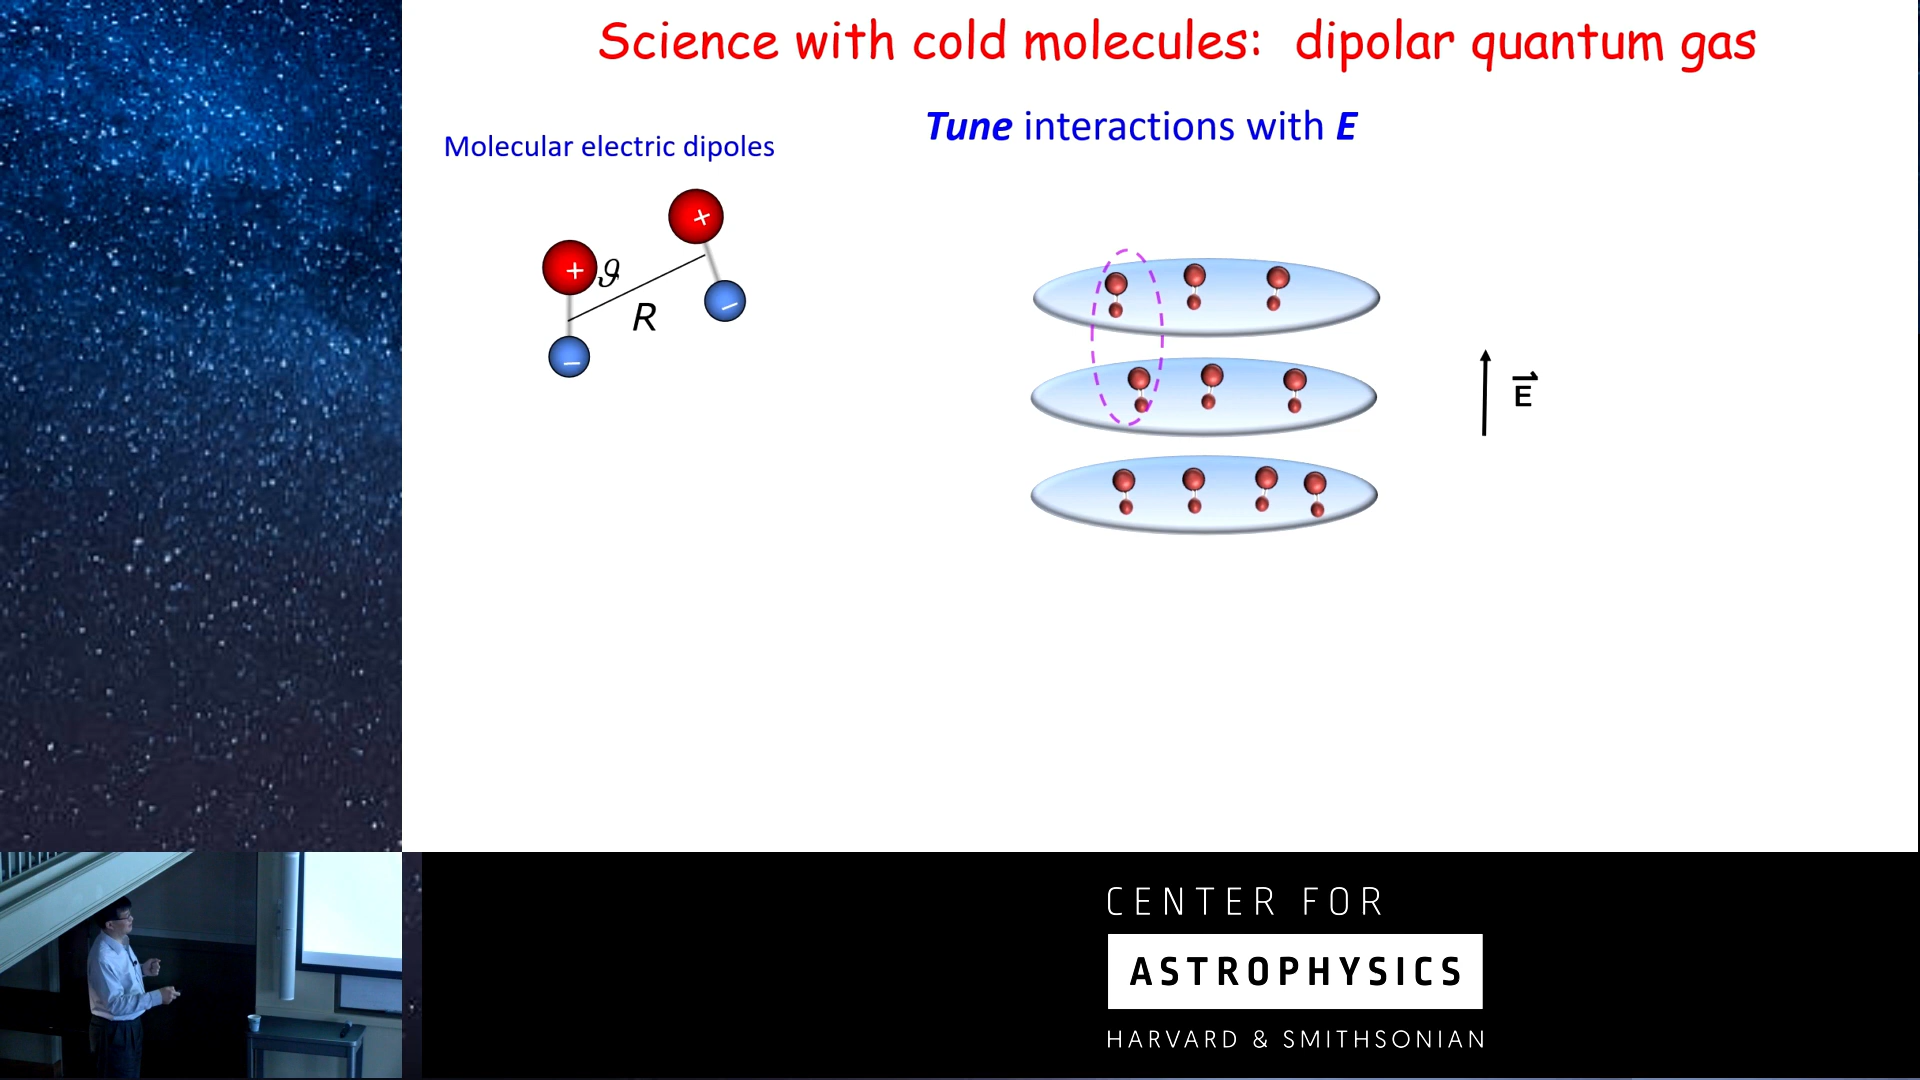 Science with cold molecules: dipolar quantum gas
Tune interactions with E
Molecular electric dipoles
+
+
ϑ
R
−
−
E
CENTER FOR
ASTROPHYSICS
HARVARD & SMITHSONIAN